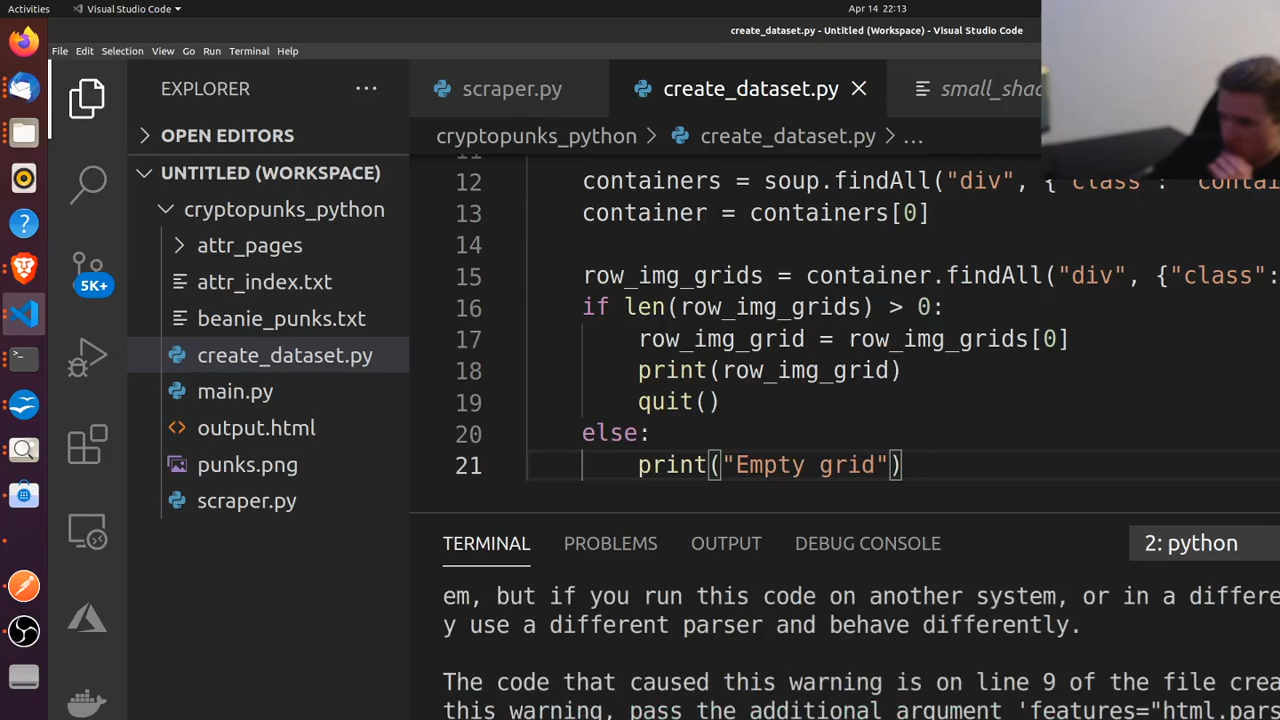 Activities
Visual Studio Code
Apr 14 22:13
create_dataset.py - Untitled (Workspace) - Visual Studio Code
File Edit Selection View Go Run Terminal Help
EXPLORER
OPEN EDITORS
UNTITLED (WORKSPACE)
cryptopunks_python
attr_pages
attr_index.txt
beanie_punks.txt
create_dataset.py
main.py
output.html
punks.png
scraper.py
5K+
scraper.py
create_dataset.py
small_shad
cryptopunks_python > create_dataset.py > ...
12 containers = soup.findAll("div", {"class":
13 container = containers[0]
14
15 row_img_grids = container.findAll("div", {"class":
16 if len(row_img_grids) > 0:
17 row_img_grid = row_img_grids[0]
18 print(row_img_grid)
19 quit()
20 else:
21 print("Empty grid")
TERMINAL PROBLEMS OUTPUT DEBUG CONSOLE
2: python
em, but if you run this code on another system, or in a differe
y use a different parser and behave differently.
The code that caused this warning is on line 9 of the file crea
this warning, pass the additional argument 'features="html.pars